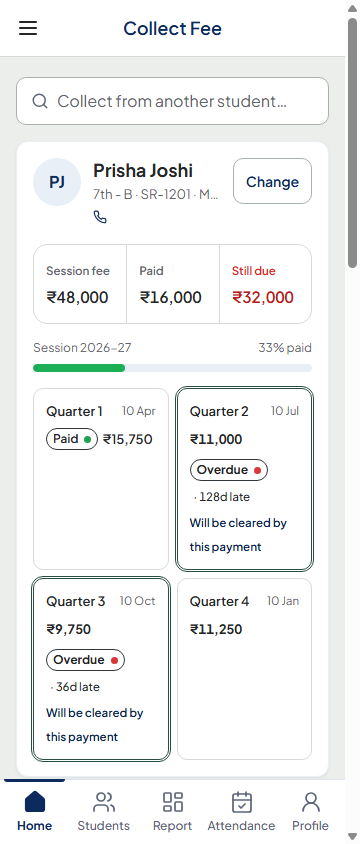 Collect Fee
Collect from another student...
PJ
Prisha Joshi
7th - B · SR-1201 · M...
Change
Session fee
₹48,000
Paid
₹16,000
Still due
₹32,000
Session 2026–27
33% paid
Quarter 1
10 Apr
Paid
₹15,750
Quarter 2
10 Jul
₹11,000
Overdue
· 128d late
Will be cleared by
this payment
Quarter 3
10 Oct
₹9,750
Overdue
· 36d late
Will be cleared by
this payment
Quarter 4
10 Jan
₹11,250
Home
Students
Report
Attendance
Profile